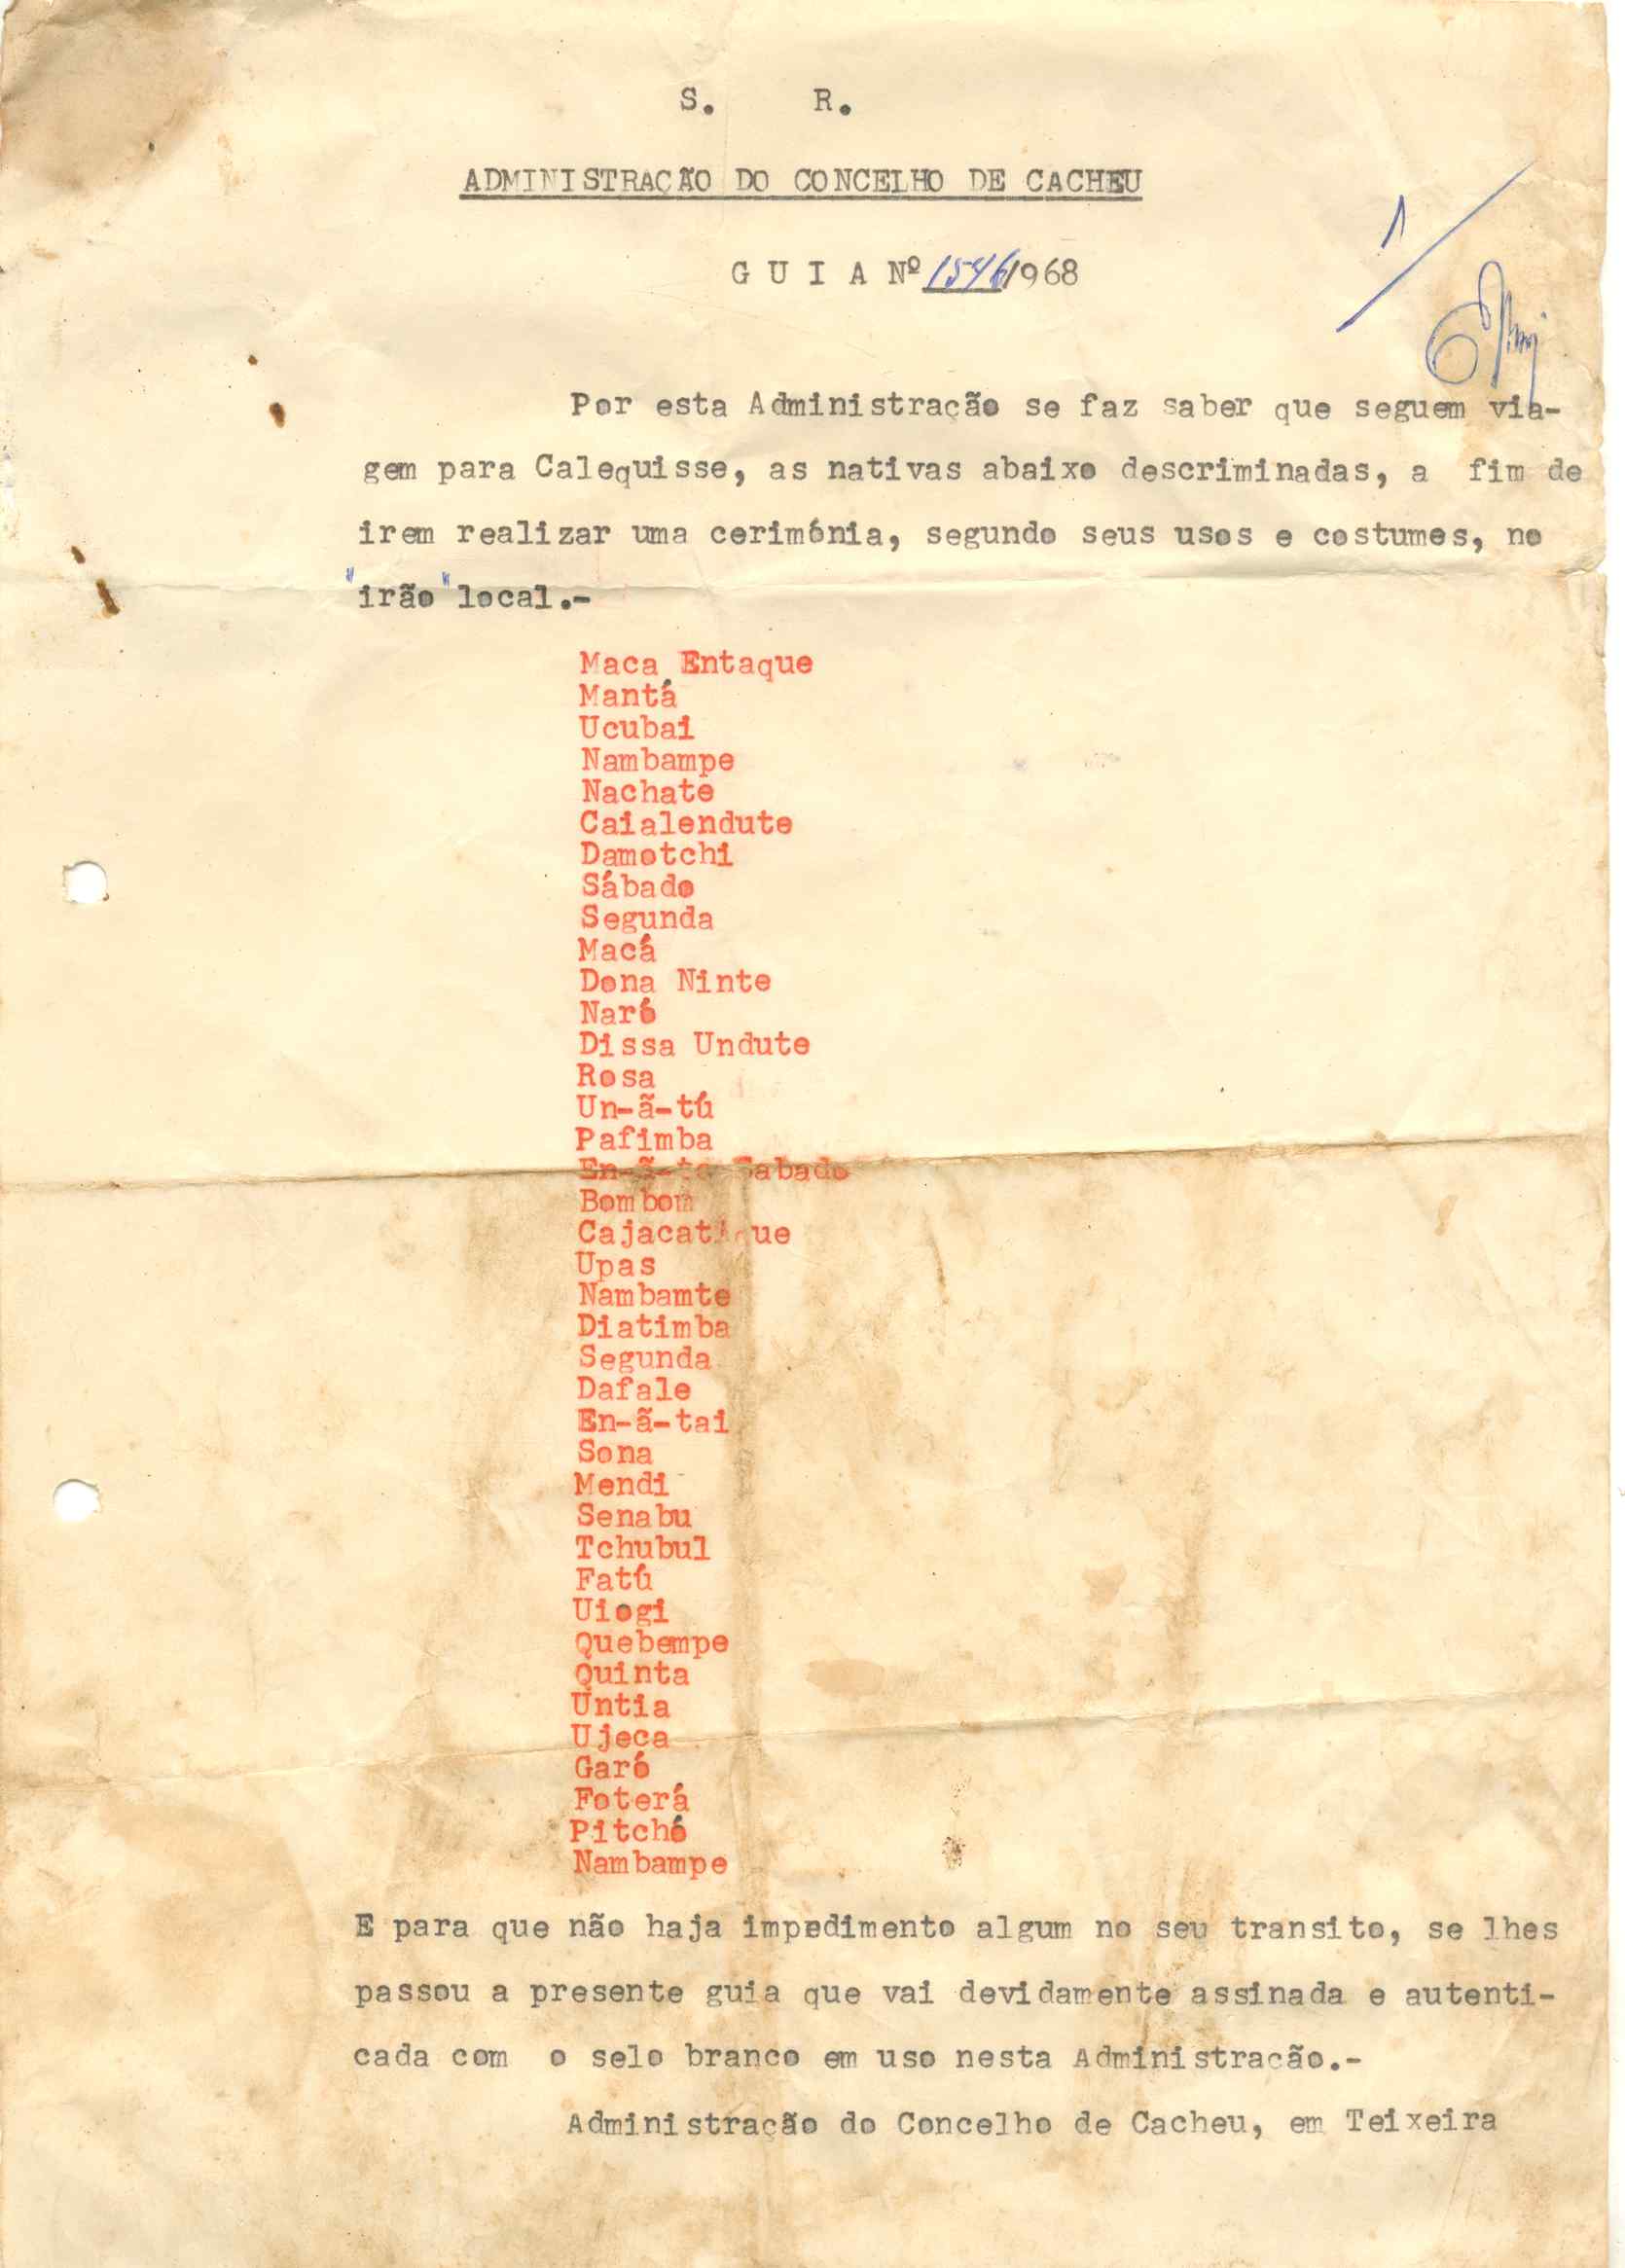 S. R.
ADMINISTRAÇÃO DO CONCELHO DE CACHEU
G U I A Nº 1546/1968
1
Por esta Administração se faz saber que seguem via-
gem para Calequisse, as nativas abaixo descriminadas, a fim de
irem realizar uma cerimónia, segundo seus usos e costumes, no
"irão" local.-
Maca Entaque
Mantá
Ucubai
Nambampe
Nachate
Caialendute
Damotchi
Sábado
Segunda
Macá
Dona Ninte
Naró
Dissa Undute
Rosa
Un-ã-tú
Pafimba
Sabado
Bombom
Upas
Nambamte
Diatimba
Segunda
Dafale
En-ã-tai
Sona
Mendi
Senabu
Tchubul
Fatú
Uiogi
Quebempe
Quinta
Untia
Ujeca
Garó
Foterá
Pitchó
Nambampe
E para que não haja impedimento algum no seu transito, se lhes
passou a presente guia que vai devidamente assinada e autenti-
cada com o selo branco em uso nesta Administração.-
Administração do Concelho de Cacheu, em Teixeira